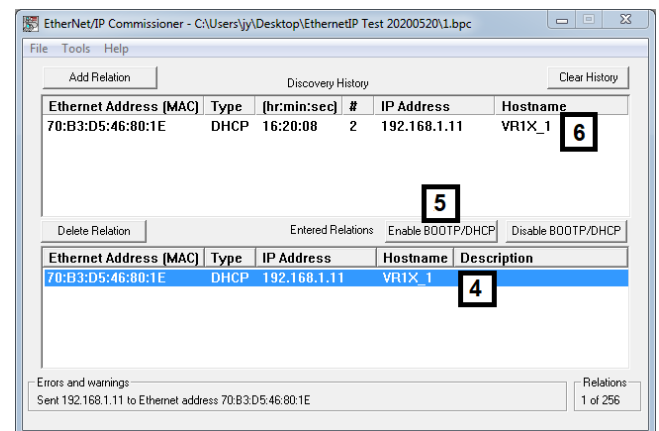 EtherNet/IP Commissioner - C:\Users\jy\Desktop\EthernetIP Test 20200520\1.bpc
File Tools Help
Add Relation Discovery History Clear History
Ethernet Address (MAC) Type (hr:min:sec) # IP Address Hostname
70:B3:D5:46:80:1E DHCP 16:20:08 2 192.168.1.11 VR1X_1
6
5
Delete Relation Entered Relations Enable BOOTP/DHCP Disable BOOTP/DHCP
Ethernet Address (MAC) Type IP Address Hostname Description
70:B3:D5:46:80:1E DHCP 192.168.1.11 VR1X_1
4
Errors and warnings Relations
Sent 192.168.1.11 to Ethernet address 70:B3:D5:46:80:1E 1 of 256